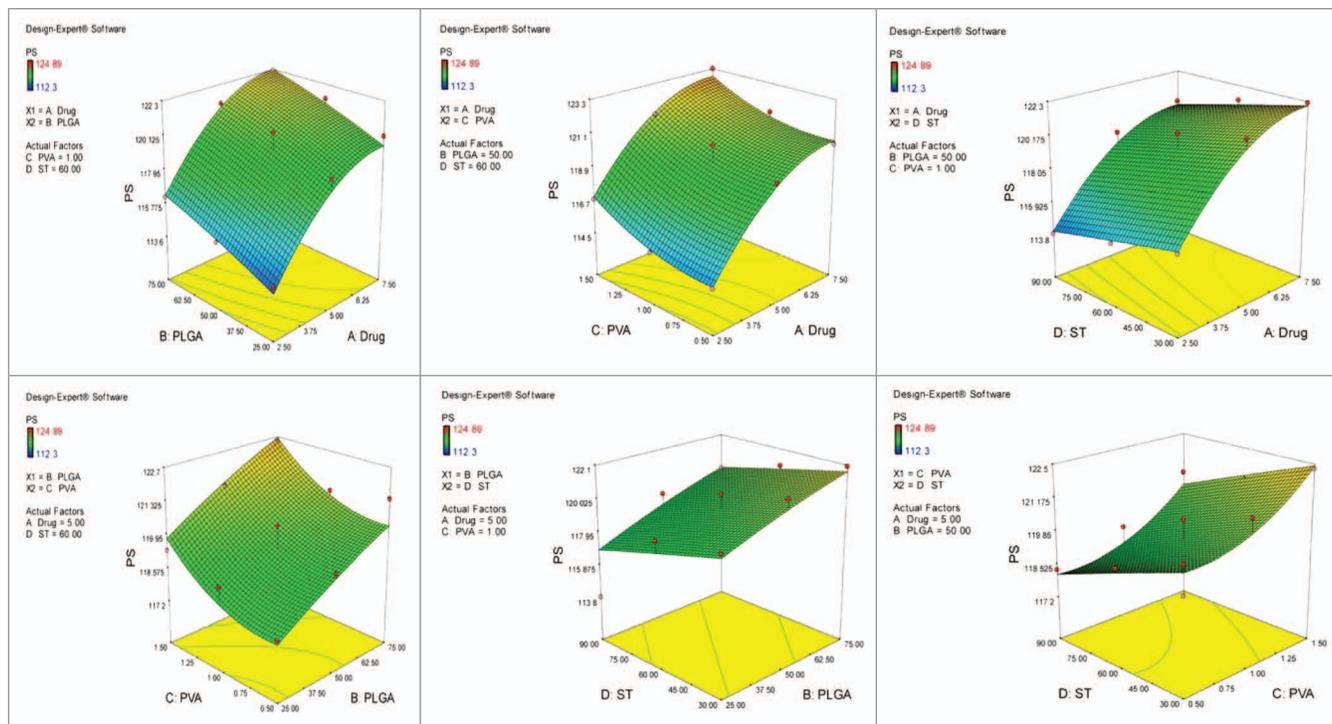 Design-Expert® Software
PS
124 89
112.3
X1 = A Drug
X2 = B PLGA
Actual Factors
C PVA = 1.00
D ST = 60 00
122 3
120 125
117 95
115 775
113 6
PS
75 00
62 50
50 00
37 50
25 00
2 50
3 75
5 00
6 25
7 50
B: PLGA
A: Drug
Design-Expert® Software
PS
124 89
112.3
X1 = A Drug
X2 = C PVA
Actual Factors
B PLGA = 50.00
D ST = 60 00
123 3
121 1
118 9
116 7
114 5
PS
1 50
1 25
1 00
0 75
0 50
2 50
3 75
5 00
6 25
7 50
C: PVA
A: Drug
Design-Expert® Software
PS
124 89
112.3
X1 = A Drug
X2 = D ST
Actual Factors
B PLGA = 50 00
C PVA = 1 00
122 3
120 175
118 05
115 925
113 8
PS
90 00
75 00
60 00
45 00
30 00
2 50
3 75
5 00
6 25
7 50
D: ST
A: Drug
Design-Expert® Software
PS
124 89
112.3
X1 = B PLGA
X2 = C PVA
Actual Factors
A Drug = 5 00
D ST = 60 00
122 7
121 325
119 95
118 575
117 2
PS
1 50
1 25
1 00
0 75
0 50
25 00
37 50
50 00
62 50
75 00
C: PVA
B: PLGA
Design-Expert® Software
PS
124 89
112.3
X1 = B PLGA
X2 = D ST
Actual Factors
A Drug = 5 00
C PVA = 1.00
122 1
120 025
117 95
115 875
113 8
PS
90 00
75 00
60 00
45 00
30 00
25 00
37 50
50 00
62 50
75 00
D: ST
B: PLGA
Design-Expert® Software
PS
124 89
112.3
X1 = C PVA
X2 = D ST
Actual Factors
A Drug = 5 00
B PLGA = 50 00
122 5
121 175
119 85
118 525
117 2
PS
90 00
75 00
60 00
45 00
30 00
0 50
0 75
1 00
1 25
1 50
D: ST
C: PVA